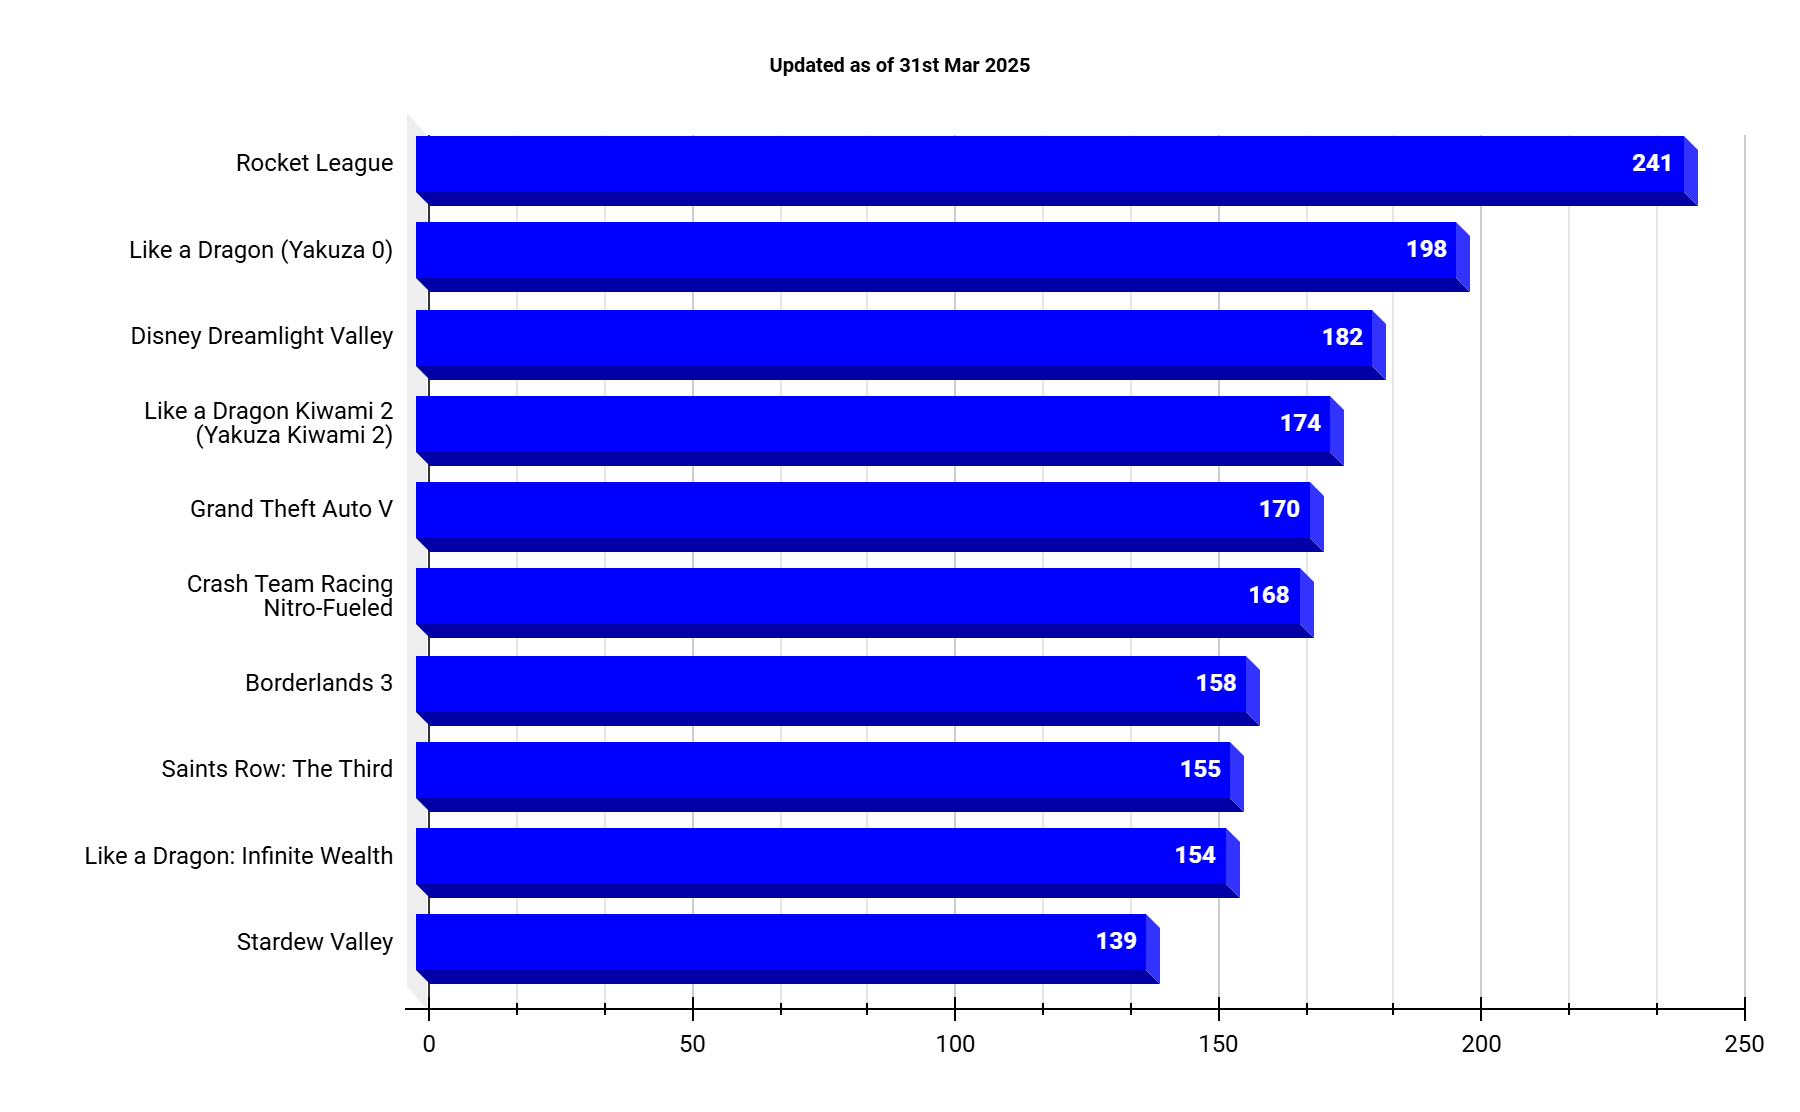 Updated as of 31st Mar 2025
Rocket League
241
Like a Dragon (Yakuza 0)
198
Disney Dreamlight Valley
182
Like a Dragon Kiwami 2
(Yakuza Kiwami 2)
174
Grand Theft Auto V
170
Crash Team Racing
Nitro-Fueled
168
Borderlands 3
158
Saints Row: The Third
155
Like a Dragon: Infinite Wealth
154
Stardew Valley
139
0 50 100 150 200 250